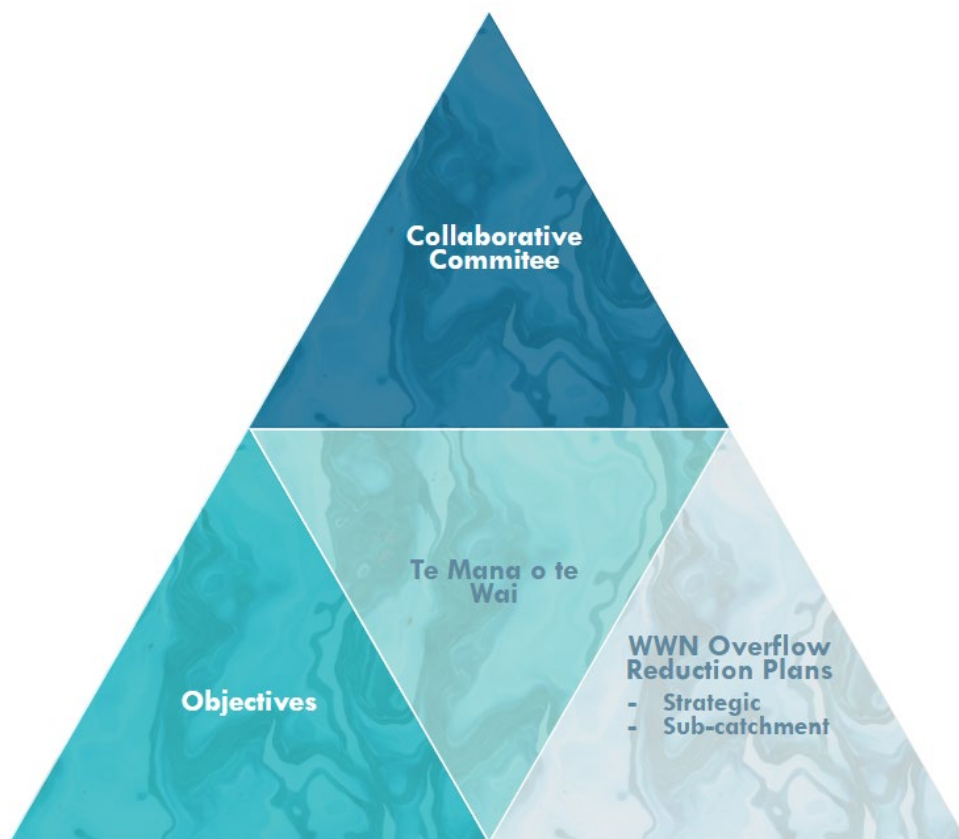 Collaborative
Commitee
Te Mana o te
Wai
Objectives
WWN Overflow
Reduction Plans
- Strategic
- Sub-catchment